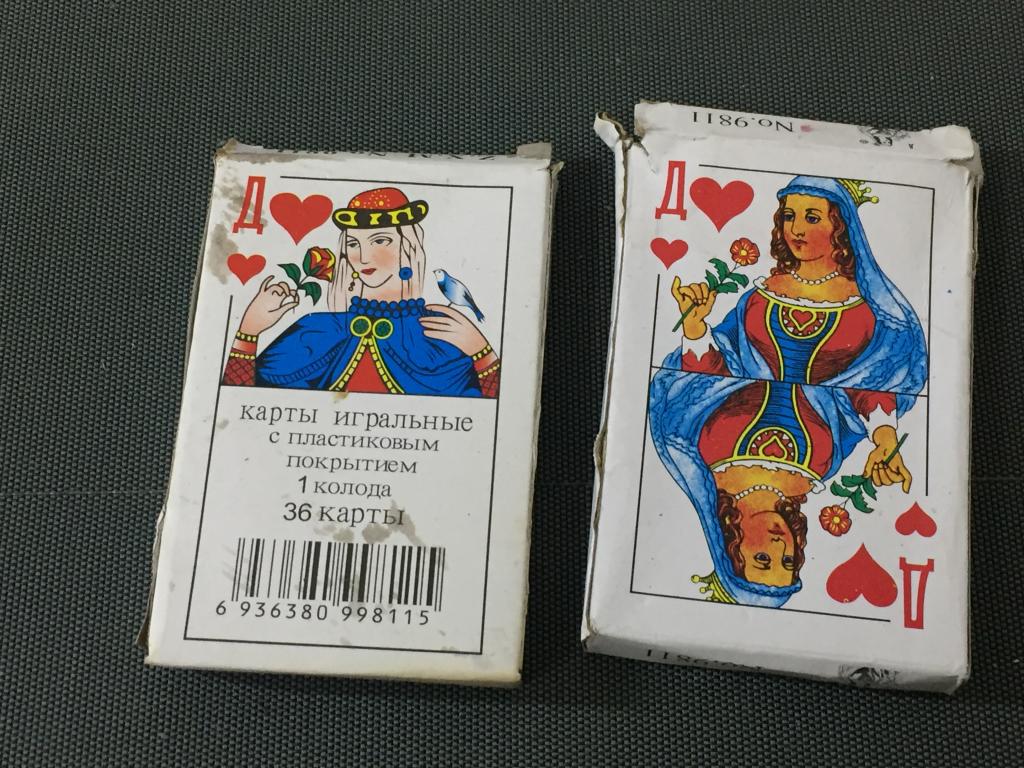 Д
карты игральные
с пластиковым
покрытием
1 колода
36 карты
6 936380 998115
No.9811
Д
Д